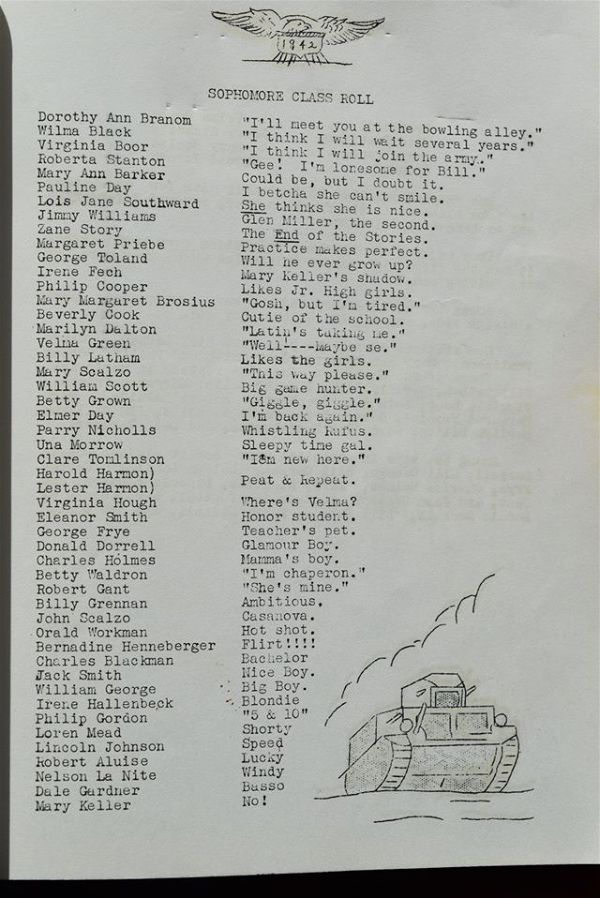 1942
SOPHOMORE CLASS ROLL
Dorothy Ann Branom "I'll meet you at the bowling alley."
Wilma Black "I think I will wait several years."
Virginia Boor "I think I will join the army."
Roberta Stanton "Gee! I'm lonesome for Bill."
Mary Ann Barker Could be, but I doubt it.
Pauline Day I betcha she can't smile.
Lois Jane Southward She thinks she is nice.
Jimmy Williams Glen Miller, the second.
Zane Story The End of the Stories.
Margaret Priebe Practice makes perfect.
George Toland Will he ever grow up?
Irene Fech Mary Keller's shadow.
Philip Cooper Likes Jr. High girls.
Mary Margaret Brosius "Gosh, but I'm tired."
Beverly Cook Cutie of the school.
Marilyn Dalton "Latin's taking me."
Velma Green "Well----Maybe se."
Billy Latham Likes the girls.
Mary Scalzo "This way please."
William Scott Big game hunter.
Betty Grown "Giggle, giggle."
Elmer Day I'm back again."
Parry Nicholls Whistling Rufus.
Una Morrow Sleepy time gal.
Clare Tomlinson "I'm new here."
Harold Harmon)
Lester Harmon) Peat & Repeat.
Virginia Hough Where's Velma?
Eleanor Smith Honor student.
George Frye Teacher's pet.
Donald Dorrell Glamour Boy.
Charles Holmes Mamma's boy.
Betty Waldron "I'm chaperon."
Robert Gant "She's mine."
Billy Grennan Ambitious.
John Scalzo Casanova.
Orald Workman Hot shot.
Bernadine Henneberger Flirt!!!!
Charles Blackman Bachelor
Jack Smith Nice Boy.
William George Big Boy.
Irene Hallenbeck Blondie
Philip Gordon "5 & 10"
Loren Mead Shorty
Lincoln Johnson Speed
Robert Aluise Lucky
Nelson La Nite Windy
Dale Gardner Basso
Mary Keller No!